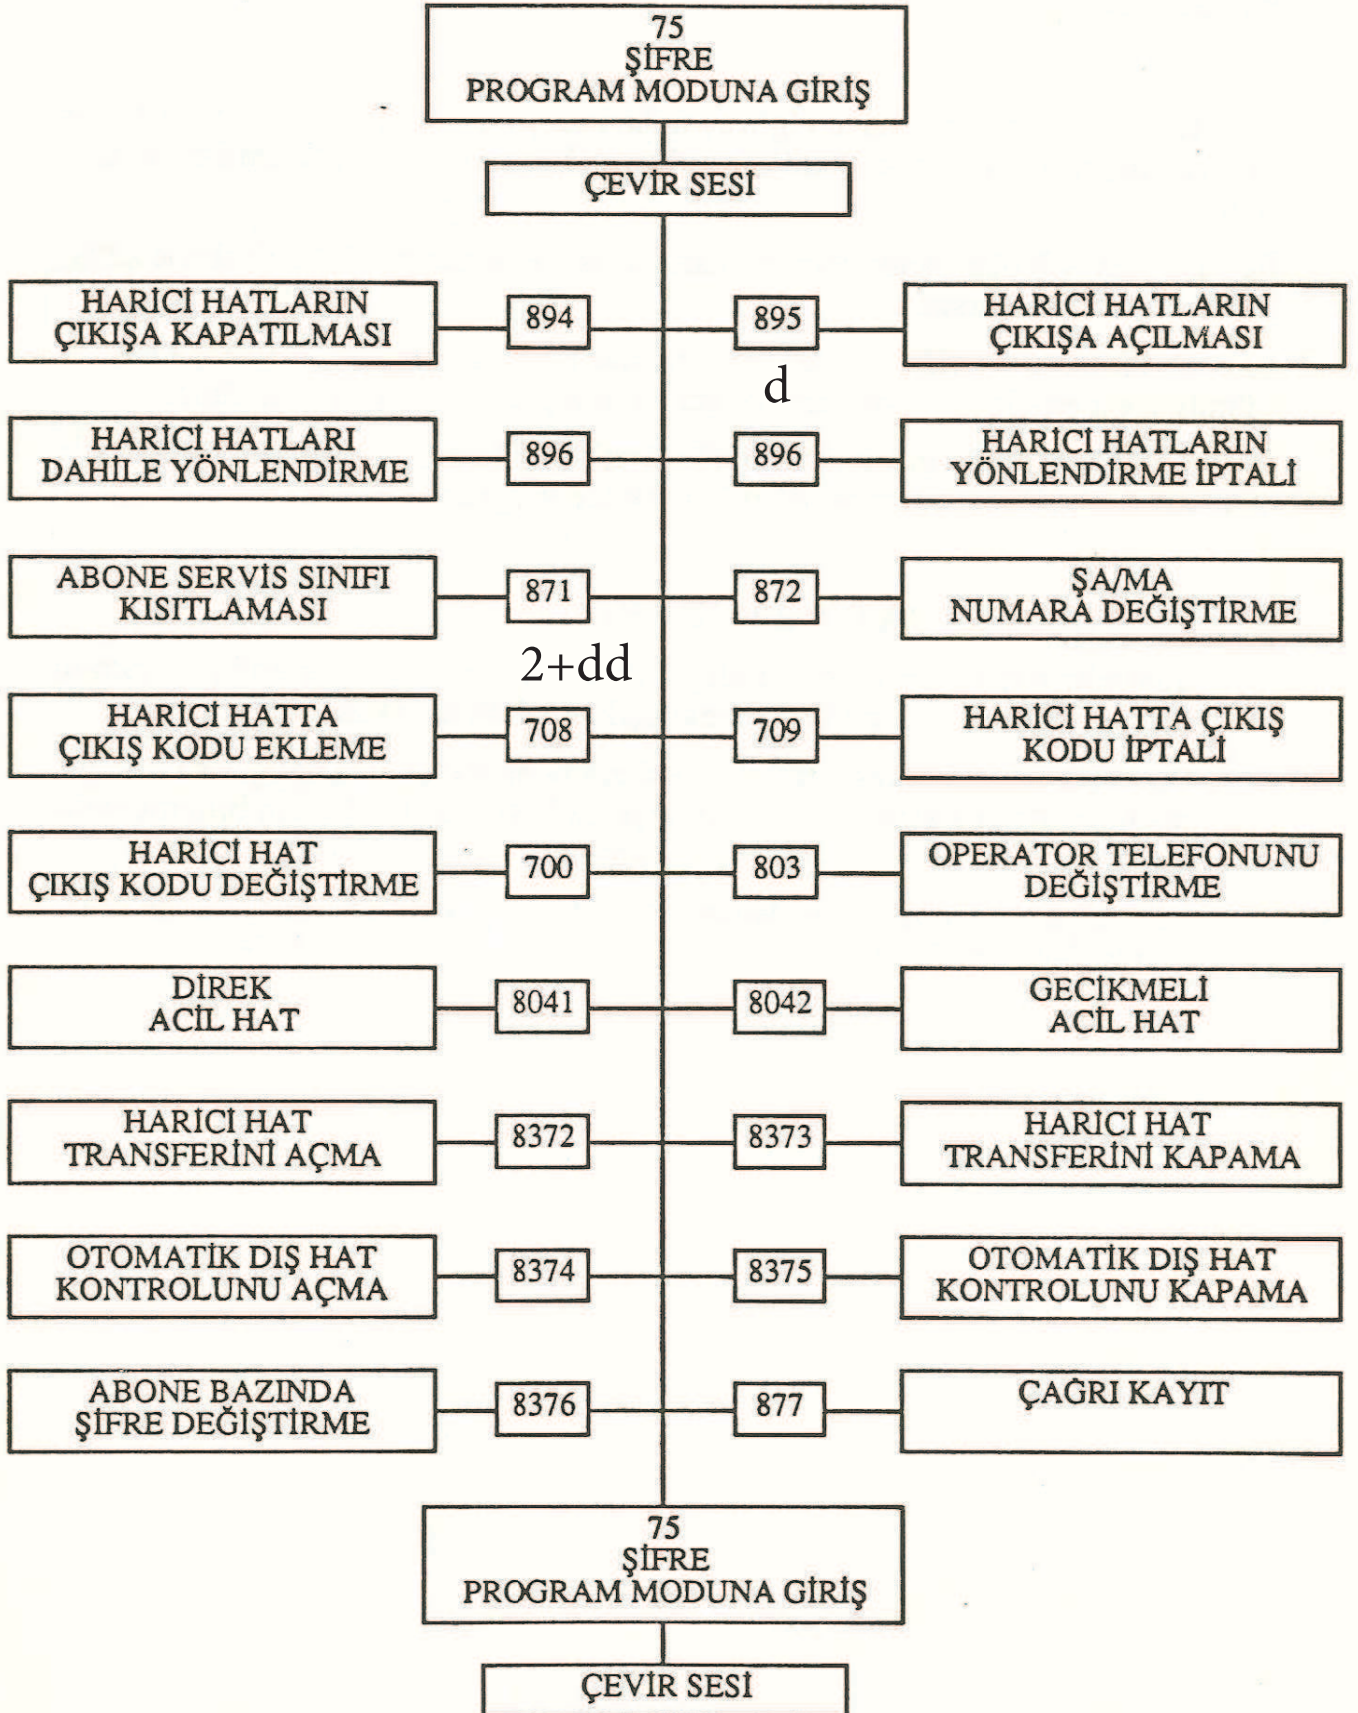 75
ŞİFRE
PROGRAM MODUNA GİRİŞ
ÇEVİR SESİ
HARİCİ HATLARIN
ÇIKIŞA KAPATILMASI
894
895
HARİCİ HATLARIN
ÇIKIŞA AÇILMASI
d
HARİCİ HATLARI
DAHİLE YÖNLENDİRME
896
896
HARİCİ HATLARIN
YÖNLENDİRME İPTALİ
ABONE SERVİS SINIFI
KISITLAMASI
871
872
ŞA/MA
NUMARA DEĞİŞTİRME
2+dd
HARİCİ HATTA
ÇIKIŞ KODU EKLEME
708
709
HARİCİ HATTA ÇIKIŞ
KODU İPTALİ
HARİCİ HAT
ÇIKIŞ KODU DEĞİŞTİRME
700
803
OPERATOR TELEFONUNU
DEĞİŞTİRME
DİREK
ACİL HAT
8041
8042
GECİKMELİ
ACİL HAT
HARİCİ HAT
TRANSFERİNİ AÇMA
8372
8373
HARİCİ HAT
TRANSFERİNİ KAPAMA
OTOMATİK DIŞ HAT
KONTROLUNU AÇMA
8374
8375
OTOMATİK DIŞ HAT
KONTROLUNU KAPAMA
ABONE BAZINDA
ŞİFRE DEĞİŞTİRME
8376
877
ÇAĞRI KAYIT
75
ŞİFRE
PROGRAM MODUNA GİRİŞ
ÇEVİR SESİ